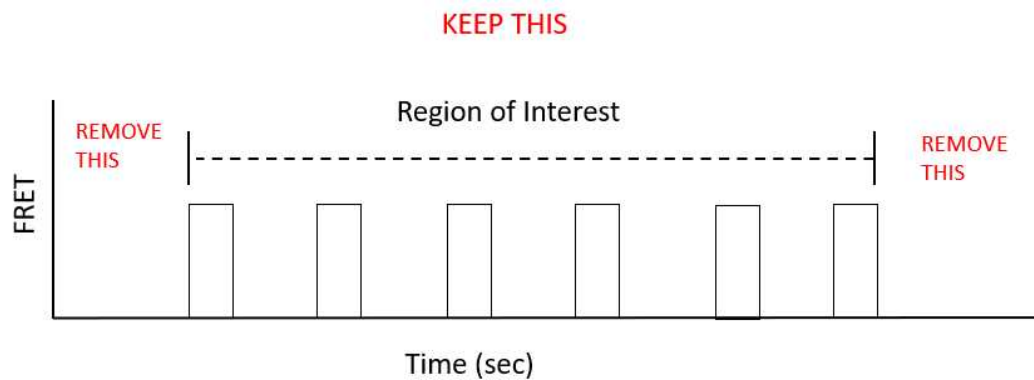 KEEP THIS
Region of Interest
REMOVE
THIS
REMOVE
THIS
FRET
Time (sec)